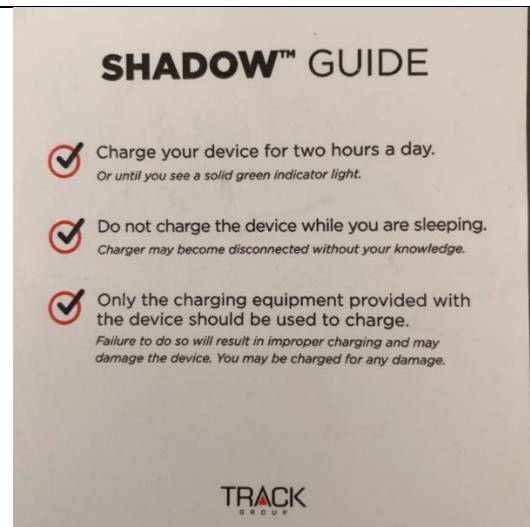 SHADOW™ GUIDE
Charge your device for two hours a day.
Or until you see a solid green indicator light.
Do not charge the device while you are sleeping.
Charger may become disconnected without your knowledge.
Only the charging equipment provided with
the device should be used to charge.
Failure to do so will result in improper charging and may
damage the device. You may be charged for any damage.
TRACK
GROUP